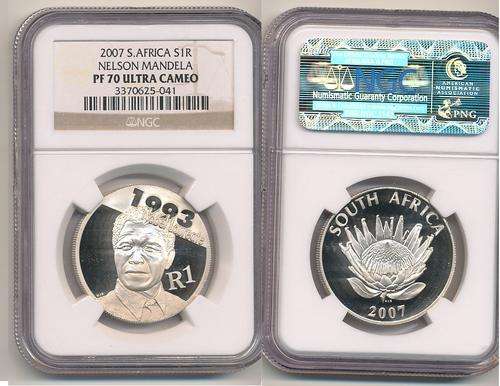 2007 S.AFRICA S1R
NELSON MANDELA
PF 70 ULTRA CAMEO
3370625-041
NGC
1993
R1
NGC
Numismatic Guaranty Corporation
AMERICAN
NUMISMATIC
ASSOCIATION
PNG
SOUTH AFRICA
2007